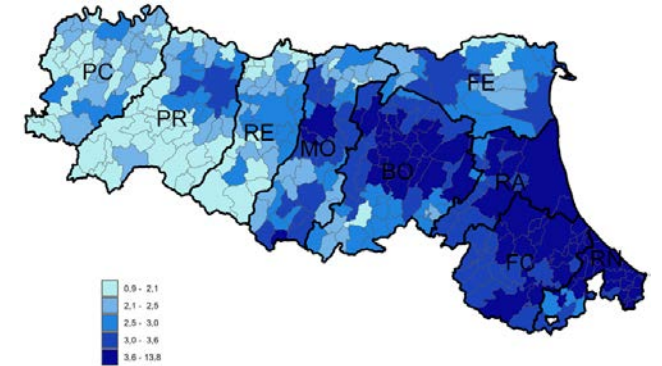 PC
PR
RE
MO
BO
FE
RA
FC
RN
0,9 - 2,1
2,1 - 2,5
2,5 - 3,0
3,0 - 3,6
3,6 - 13,8